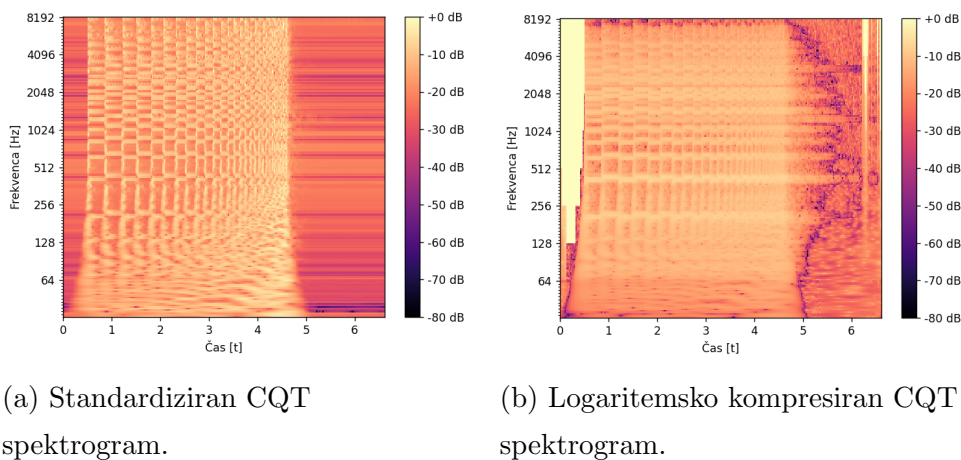 8192
4096
2048
1024
512
256
128
64
Frekvenca [Hz]
0 1 2 3 4 5 6
Čas [t]
+0 dB
-10 dB
-20 dB
-30 dB
-40 dB
-50 dB
-60 dB
-70 dB
-80 dB
(a) Standardiziran CQT
spektrogram.
8192
4096
2048
1024
512
256
128
64
Frekvenca [Hz]
0 1 2 3 4 5 6
Čas [t]
+0 dB
-10 dB
-20 dB
-30 dB
-40 dB
-50 dB
-60 dB
-70 dB
-80 dB
(b) Logaritemsko kompresiran CQT
spektrogram.